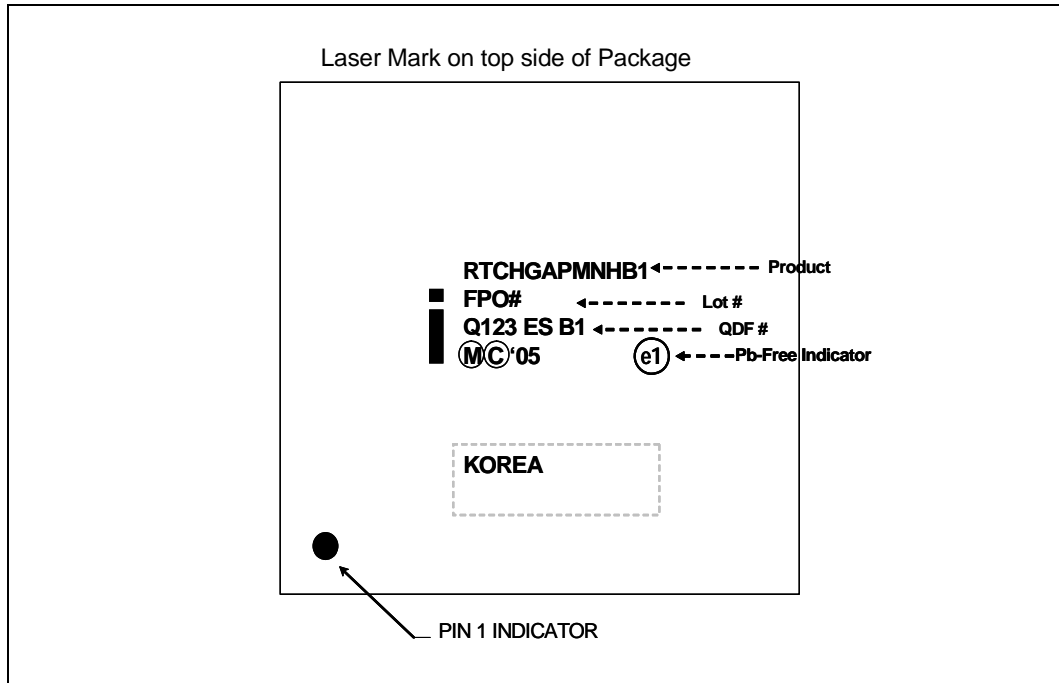 Laser Mark on top side of Package
RTCHGAPMNHB1 Product
FPO# Lot #
Q123 ES B1 QDF #
MC'05 e1 Pb-Free Indicator
KOREA
PIN 1 INDICATOR